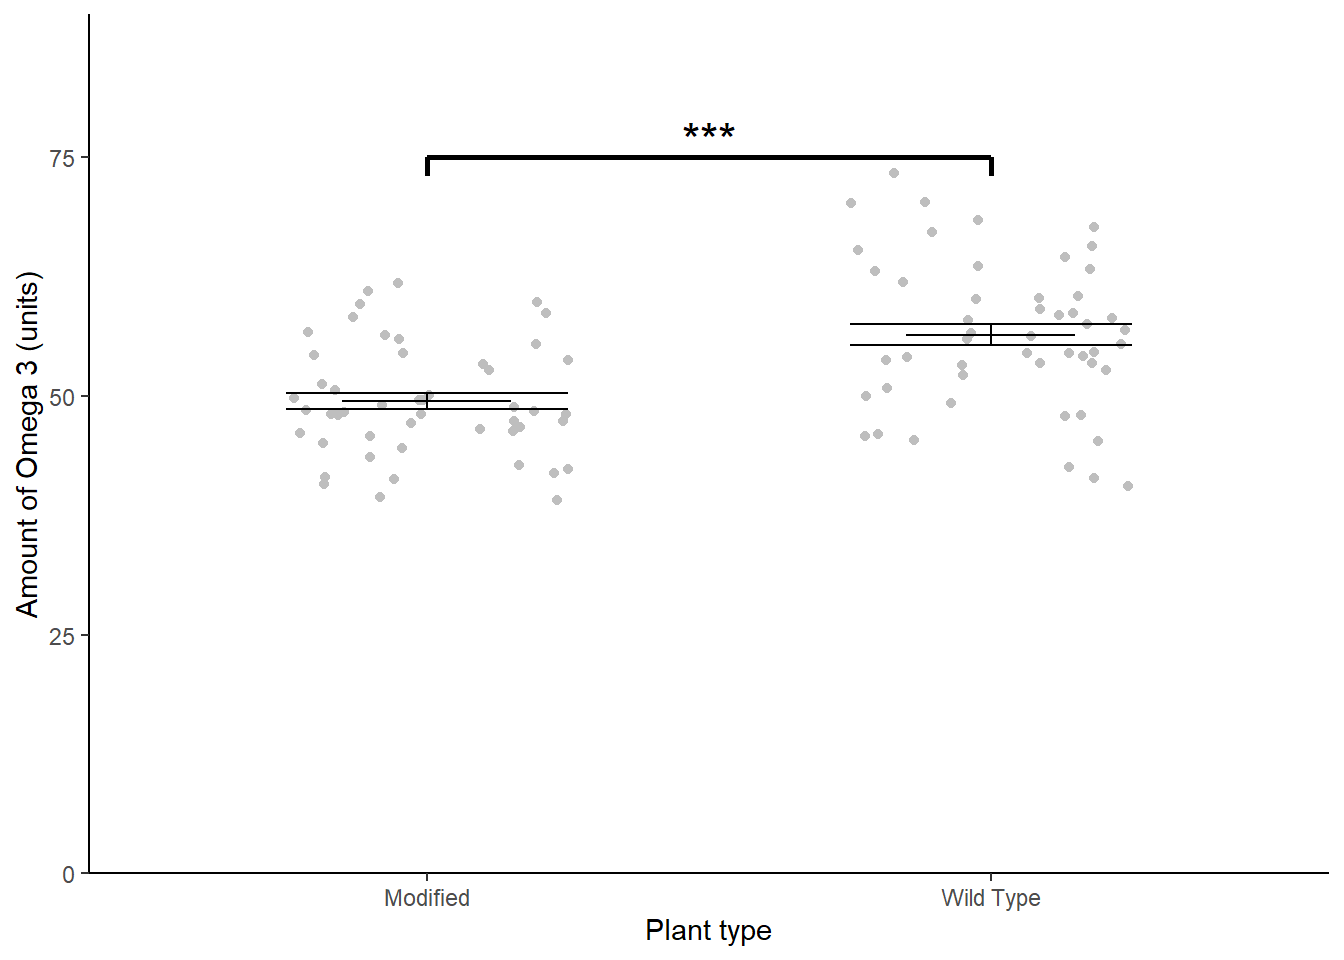 ***
75
50
25
0
Amount of Omega 3 (units)
Modified
Wild Type
Plant type